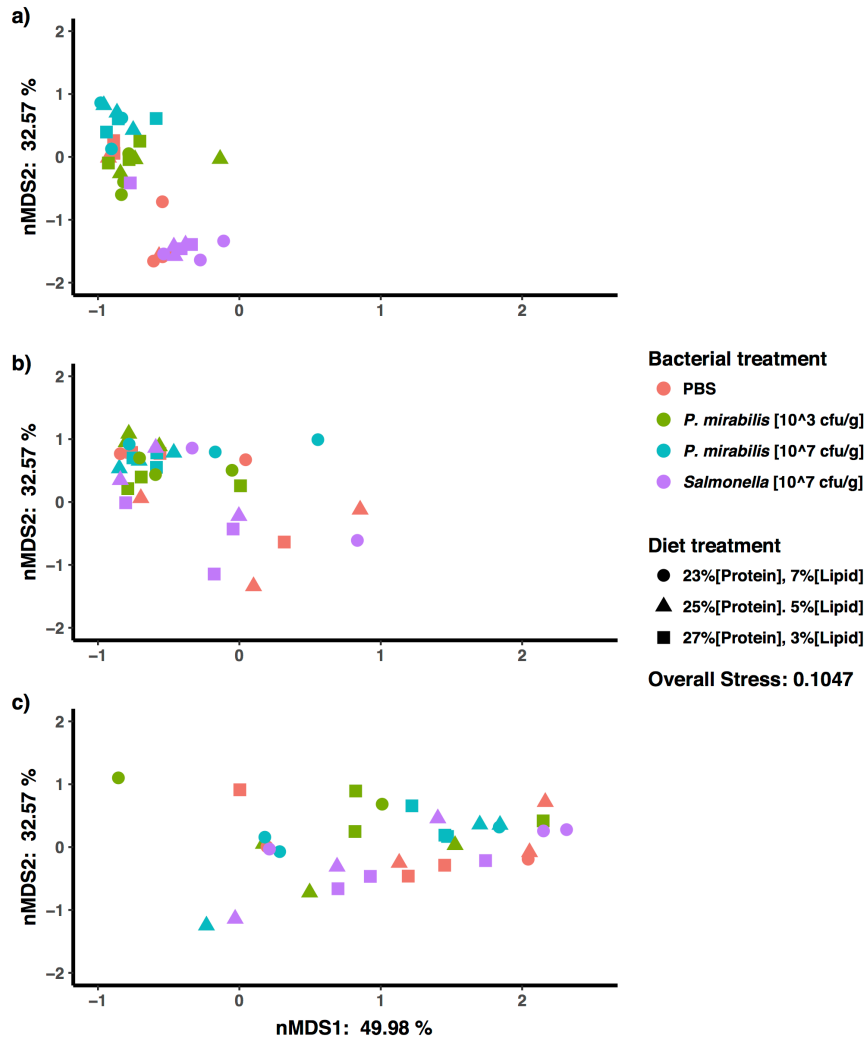 a)
2
1
0
−1
−2
nMDS2: 32.57 %
−1
0
1
2
b)
2
1
0
−1
−2
nMDS2: 32.57 %
−1
0
1
2
Bacterial treatment
PBS
P. mirabilis [10^3 cfu/g]
P. mirabilis [10^7 cfu/g]
Salmonella [10^7 cfu/g]
Diet treatment
23%[Protein], 7%[Lipid]
25%[Protein]. 5%[Lipid]
27%[Protein], 3%[Lipid]
Overall Stress: 0.1047
c)
2
1
0
−1
−2
nMDS2: 32.57 %
−1
0
1
2
nMDS1: 49.98 %